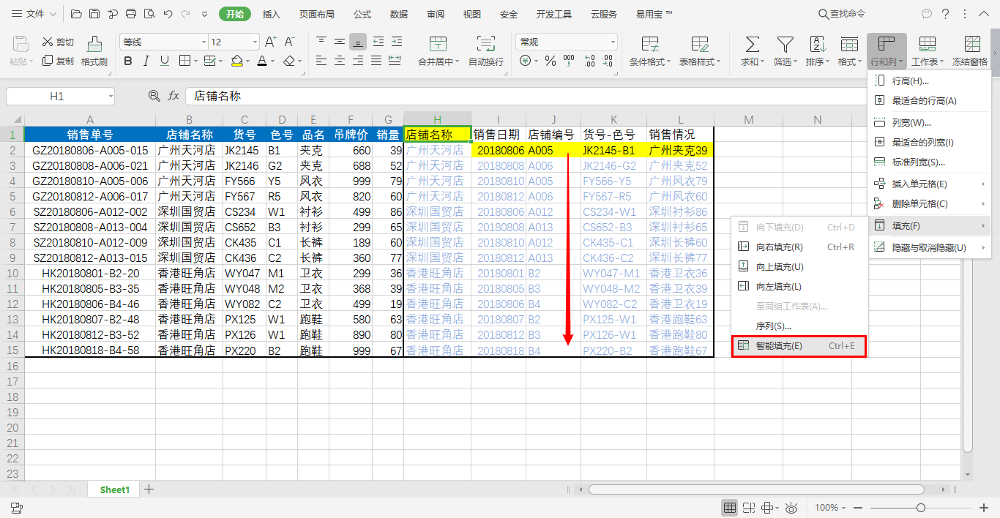 文件 开始 插入 页面布局 公式 数据 审阅 视图 安全 开发工具 云服务 易用宝 ™ 查找命令
粘贴 剪切 复制 格式刷 等线 12 A+ A- B I U A 合并居中 自动换行 常规 % 000 条件格式 表格样式 求和 筛选 排序 格式 行和列 工作表 冻结窗格
H1 fx 店铺名称
A B C D E F G H I J K L M N
1 销售单号 店铺名称 货号 色号 品名 吊牌价 销量 店铺名称 销售日期 店铺编号 货号-色号 销售情况
2 GZ20180806-A005-015 广州天河店 JK2145 B1 夹克 660 39 广州天河店 20180806 A005 JK2145-B1 广州夹克39
3 GZ20180808-A006-021 广州天河店 JK2146 G2 夹克 688 52 广州天河店 20180808 A006 JK2146-G2 广州夹克52
4 GZ20180810-A005-006 广州天河店 FY566 Y5 风衣 999 79 广州天河店 20180810 A005 FY566-Y5 广州风衣79
5 GZ20180812-A006-017 广州天河店 FY567 R5 风衣 820 60 广州天河店 20180812 A006 FY567-R5 广州风衣60
6 SZ20180806-A012-002 深圳国贸店 CS234 W1 衬衫 499 86 深圳国贸店 20180806 A012 CS234-W1 深圳衬衫86
7 SZ20180808-A013-004 深圳国贸店 CS652 B3 衬衫 299 65 深圳国贸店 20180808 A013 CS652-B3 深圳衬衫65
8 SZ20180810-A012-009 深圳国贸店 CK435 C1 长裤 189 60 深圳国贸店 20180810 A012 CK435-C1 深圳长裤60
9 SZ20180812-A013-015 深圳国贸店 CK436 C2 长裤 360 77 深圳国贸店 20180812 A013 CK436-C2 深圳长裤77
10 HK20180801-B2-20 香港旺角店 WY047 M1 卫衣 299 36 香港旺角店 20180801 B2 WY047-M1 香港卫衣36
11 HK20180805-B3-35 香港旺角店 WY048 M2 卫衣 368 39 香港旺角店 20180805 B3 WY048-M2 香港卫衣39
12 HK20180806-B4-46 香港旺角店 WY082 C2 卫衣 499 19 香港旺角店 20180806 B4 WY082-C2 香港卫衣19
13 HK20180807-B2-48 香港旺角店 PX125 W1 跑鞋 580 63 香港旺角店 20180807 B2 PX125-W1 香港跑鞋63
14 HK20180812-B3-52 香港旺角店 PX126 W1 跑鞋 890 80 香港旺角店 20180812 B3 PX126-W1 香港跑鞋80
15 HK20180818-B4-58 香港旺角店 PX220 B2 跑鞋 999 67 香港旺角店 20180818 B4 PX220-B2 香港跑鞋67
16
17
18
19
20
21
22
23
行高(H)...
最适合的行高(A)
列宽(W)...
最适合的列宽(I)
标准列宽(S)...
插入单元格(E)
删除单元格(C)
填充(F)
隐藏与取消隐藏(U)
向下填充(D) Ctrl+D
向右填充(R) Ctrl+R
向上填充(U)
向左填充(L)
至同组工作表(A)...
序列(S)...
智能填充(E) Ctrl+E
Sheet1
100%